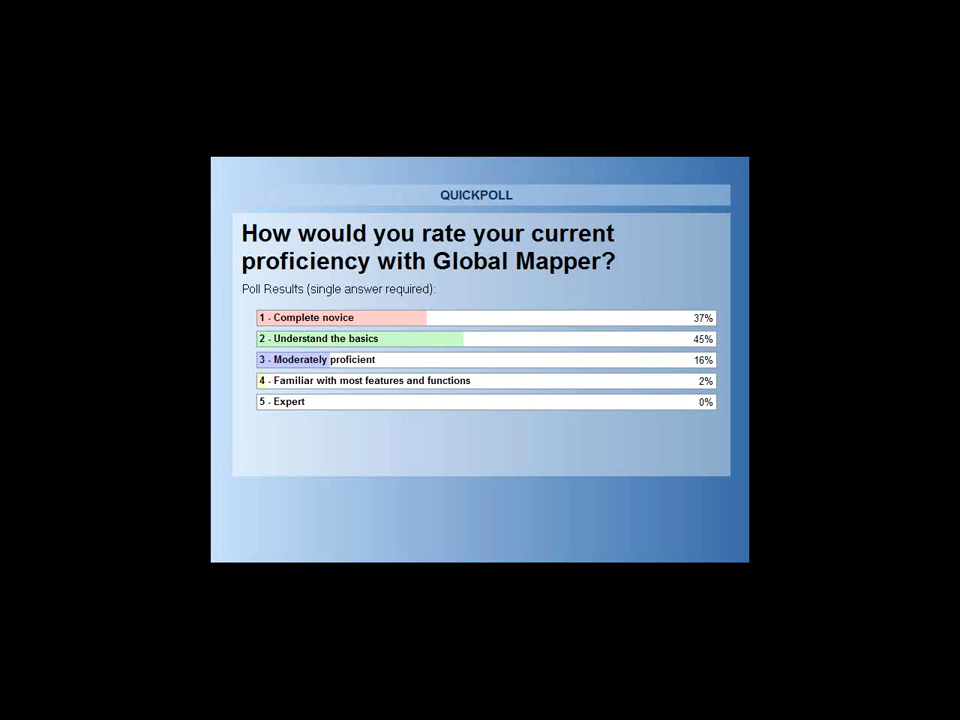 QUICKPOLL
How would you rate your current
proficiency with Global Mapper?
Poll Results (single answer required):
1 - Complete novice 37%
2 - Understand the basics 45%
3 - Moderately proficient 16%
4 - Familiar with most features and functions 2%
5 - Expert 0%